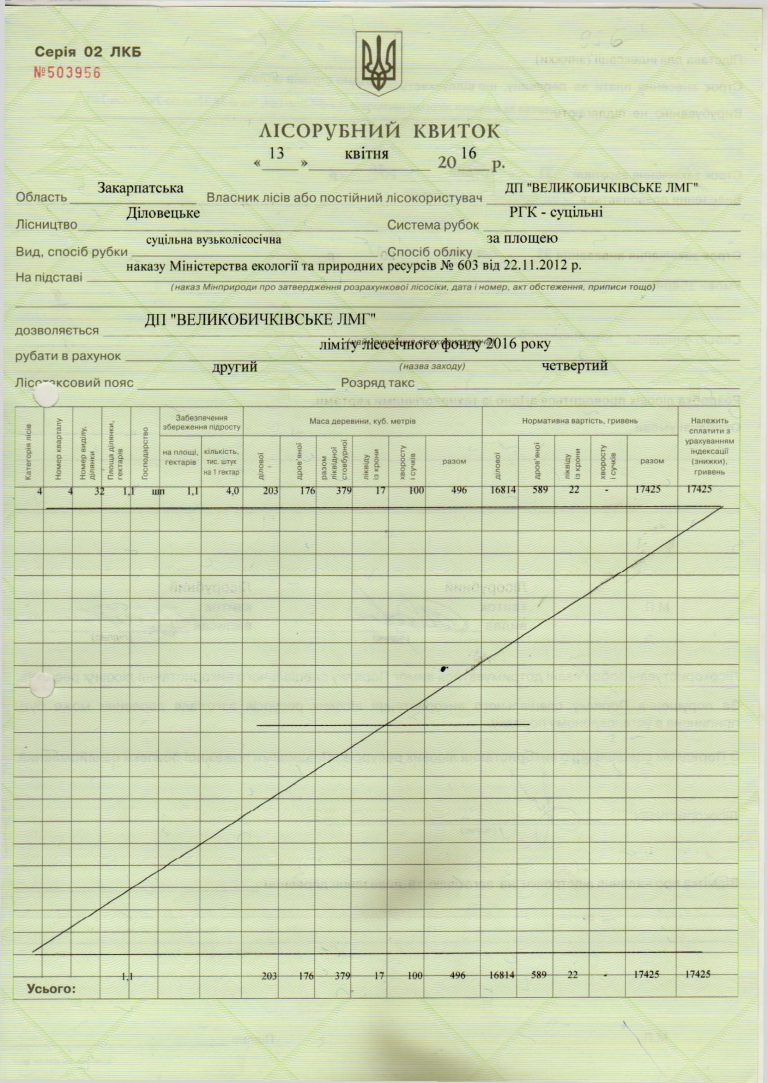 Серія 02 ЛКБ
№503956
ЛІСОРУБНИЙ КВИТОК
« 13 » квітня 20 16 р.
Область Закарпатська Власник лісів або постійний лісокористувач ДП "ВЕЛИКОБИЧКІВСЬКЕ ЛМГ"
Лісництво Діловецьке Система рубок РГК - суцільні
Вид, спосіб рубки суцільна вузьколісосічна Спосіб обліку за площею
На підставі наказу Міністерства екології та природних ресурсів № 603 від 22.11.2012 р.
(наказ Мінприроди про затвердження розрахункової лісосіки, дата і номер, акт обстеження, приписи тощо)
дозволяється ДП "ВЕЛИКОБИЧКІВСЬКЕ ЛМГ"
рубати в рахунок ліміту лісосічного фонду 2016 року
(назва заходу)
Лісотаксовий пояс другий Розряд такс четвертий
Категорія лісів Номер кварталу Номер виділу, ділянки Площа ділянки, гектарів Господарство Забезпечення збереження підросту Маса деревини, куб. метрів Нормативна вартість, гривень Належить сплатити з урахуванням індексації (знижки), гривень
на площі, гектарів кількість, тис. штук на 1 гектар ділової дров'яної разом ліквідної стовбурної ліквіду із крони хворосту і сучків разом ділової дров'яної ліквіду із крони хворосту і сучків разом
4 4 32 1,1 шп 1,1 4,0 203 176 379 17 100 496 16814 589 22 - 17425 17425
1,1 203 176 379 17 100 496 16814 589 22 - 17425 17425
Усього: